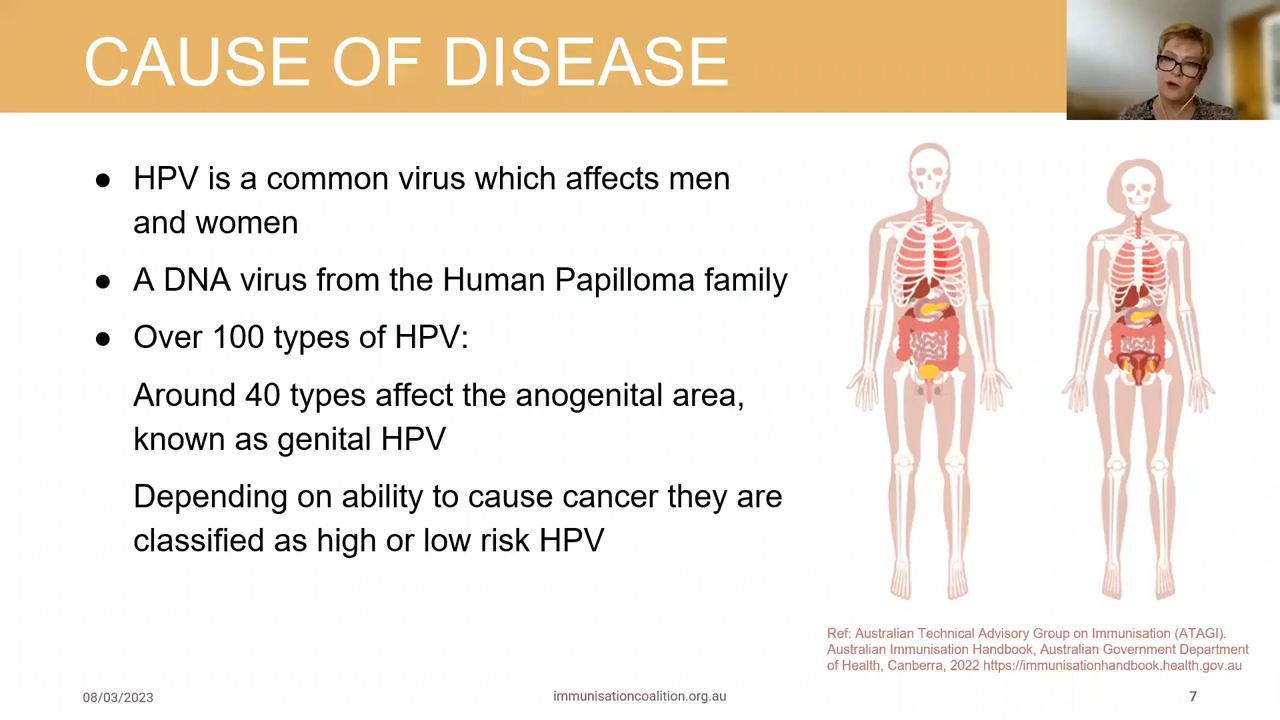 CAUSE OF DISEASE
● HPV is a common virus which affects men
and women
● A DNA virus from the Human Papilloma family
● Over 100 types of HPV:
Around 40 types affect the anogenital area,
known as genital HPV
Depending on ability to cause cancer they are
classified as high or low risk HPV
Ref: Australian Technical Advisory Group on Immunisation (ATAGI).
Australian Immunisation Handbook, Australian Government Department
of Health, Canberra, 2022 https://immunisationhandbook.health.gov.au
08/03/2023
immunisationcoalition.org.au
7